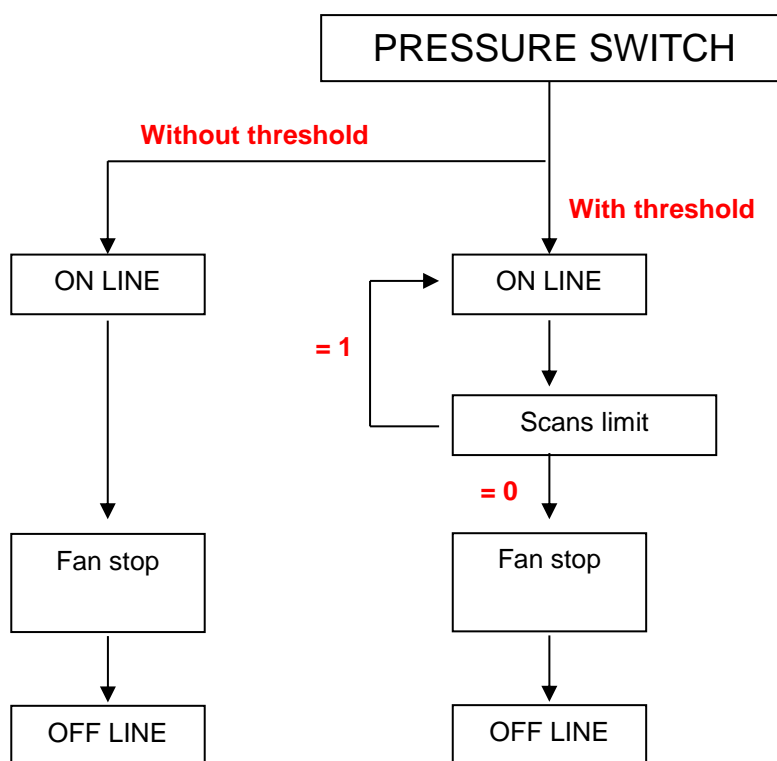 PRESSURE SWITCH
Without threshold
With threshold
ON LINE
ON LINE
= 1
Scans limit
= 0
Fan stop
Fan stop
OFF LINE
OFF LINE